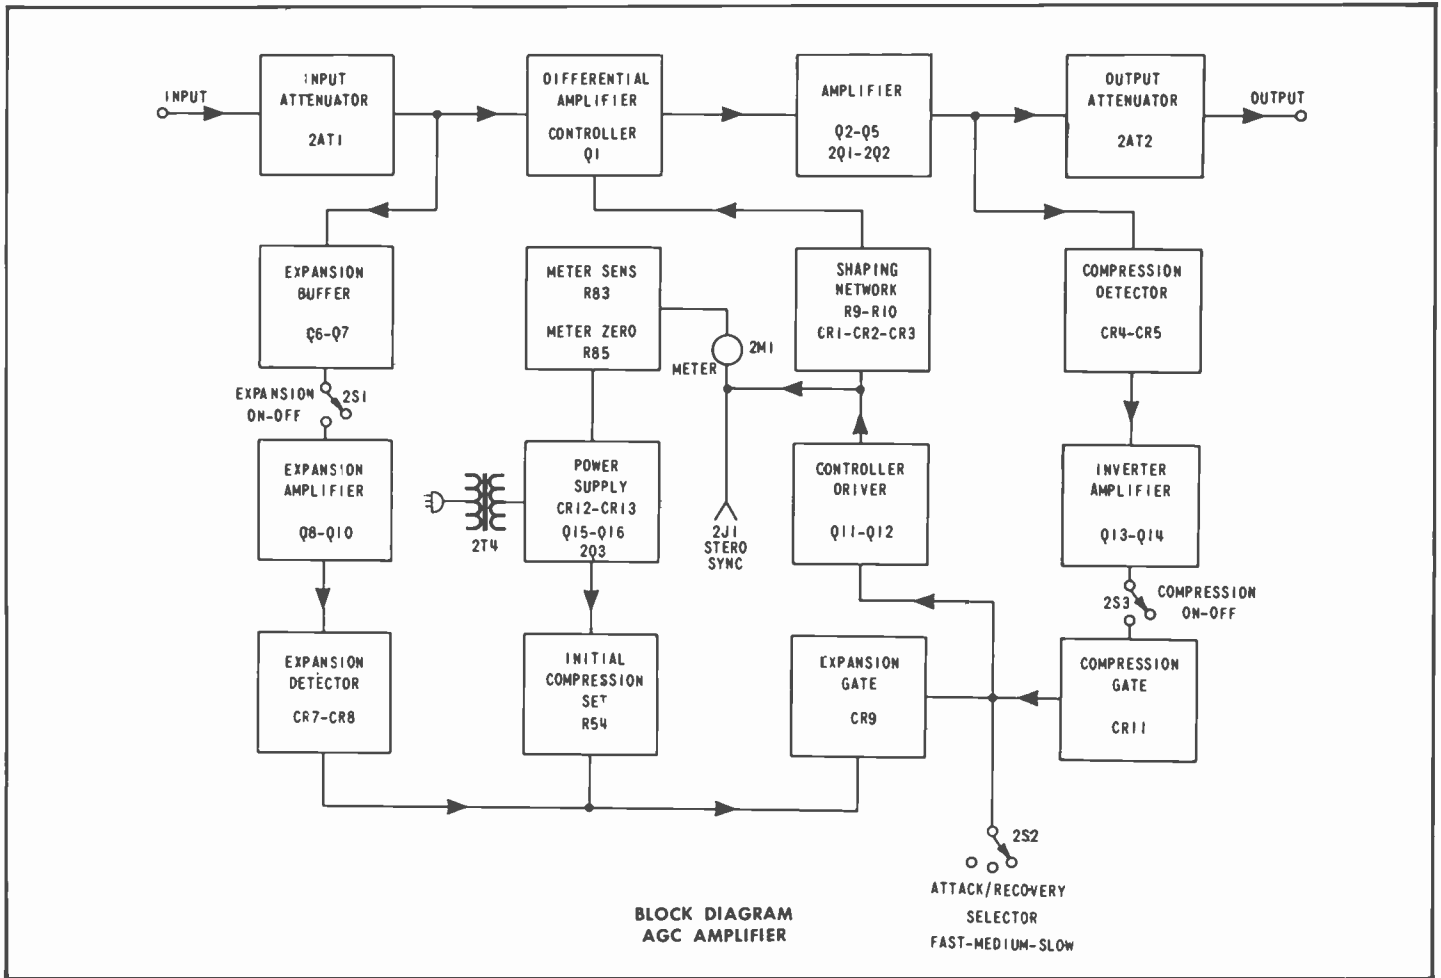 INPUT
INPUT
ATTENUATOR
2AT1
DIFFERENTIAL
AMPLIFIER
CONTROLLER
Q1
AMPLIFIER
Q2-Q5
2Q1-2Q2
OUTPUT
ATTENUATOR
2AT2
OUTPUT
EXPANSION
BUFFER
Q6-Q7
METER SENS
R83
METER ZERO
R85
METER
2M1
SHAPING
NETWORK
R9-R10
CR1-CR2-CR3
COMPRESSION
DETECTOR
CR4-CR5
EXPANSION
ON-OFF
2S1
EXPANSION
AMPLIFIER
Q8-Q10
2T4
POWER
SUPPLY
CR12-CR13
Q15-Q16
2Q3
2J1
STERO
SYNC
CONTROLLER
DRIVER
Q11-Q12
INVERTER
AMPLIFIER
Q13-Q14
2S3
COMPRESSION
ON-OFF
EXPANSION
DETECTOR
CR7-CR8
INITIAL
COMPRESSION
SET
R54
EXPANSION
GATE
CR9
COMPRESSION
GATE
CR11
2S2
ATTACK/RECOVERY
SELECTOR
FAST-MEDIUM-SLOW
BLOCK DIAGRAM
AGC AMPLIFIER